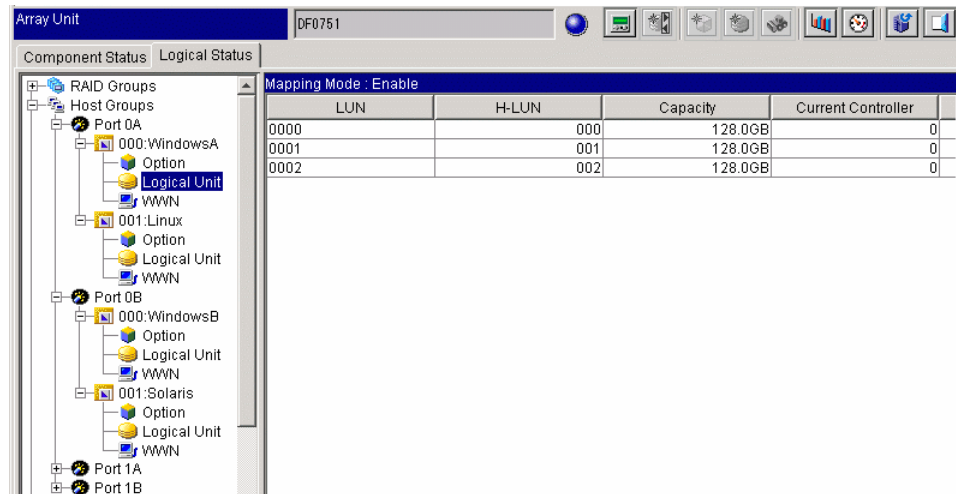 Array Unit
DF0751
Component Status
Logical Status
RAID Groups
Host Groups
Port 0A
000:WindowsA
Option
Logical Unit
WWN
001:Linux
Option
Logical Unit
WWN
Port 0B
000:WindowsB
Option
Logical Unit
WWN
001:Solaris
Option
Logical Unit
WWN
Port 1A
Port 1B
Mapping Mode : Enable
LUN H-LUN Capacity Current Controller
0000 000 128.0GB 0
0001 001 128.0GB 0
0002 002 128.0GB 0